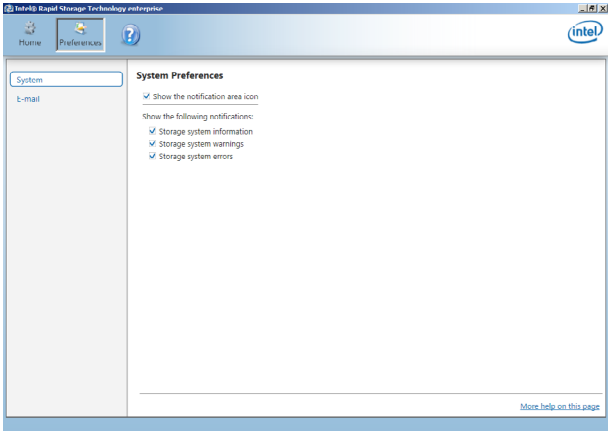 Intel® Rapid Storage Technology enterprise
Home
Preferences
?
intel
System
E-mail
System Preferences
Show the notification area icon
Show the following notifications:
Storage system information
Storage system warnings
Storage system errors
More help on this page